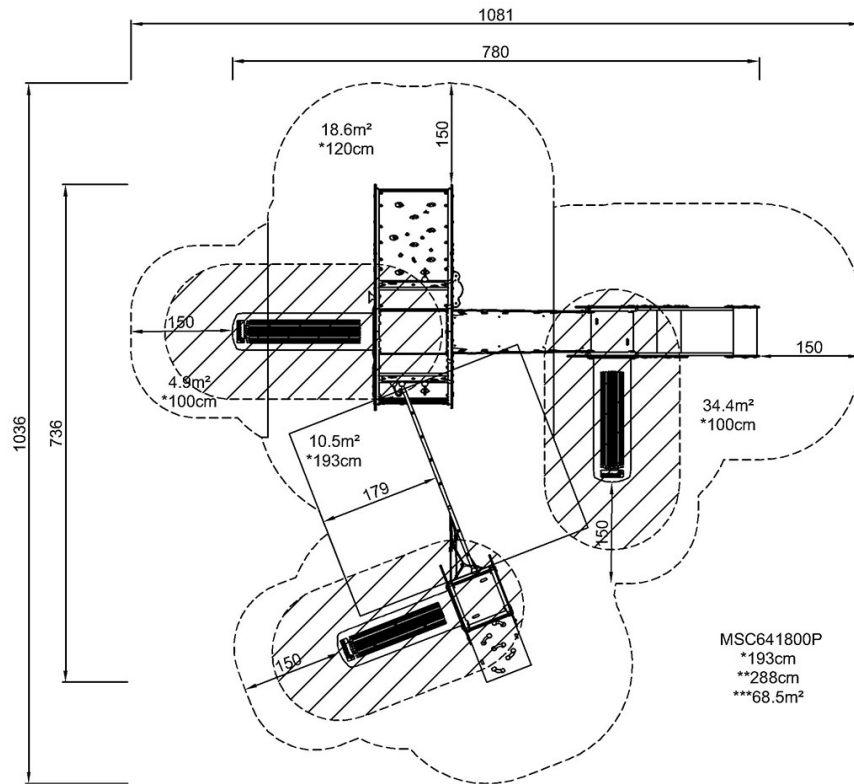 1081
780
18.6m²
*120cm
150
150
150
4.9m²
*100cm
34.4m²
*100cm
1036
736
10.5m²
*193cm
179
150
150
MSC641800P
*193cm
**288cm
***68.5m²